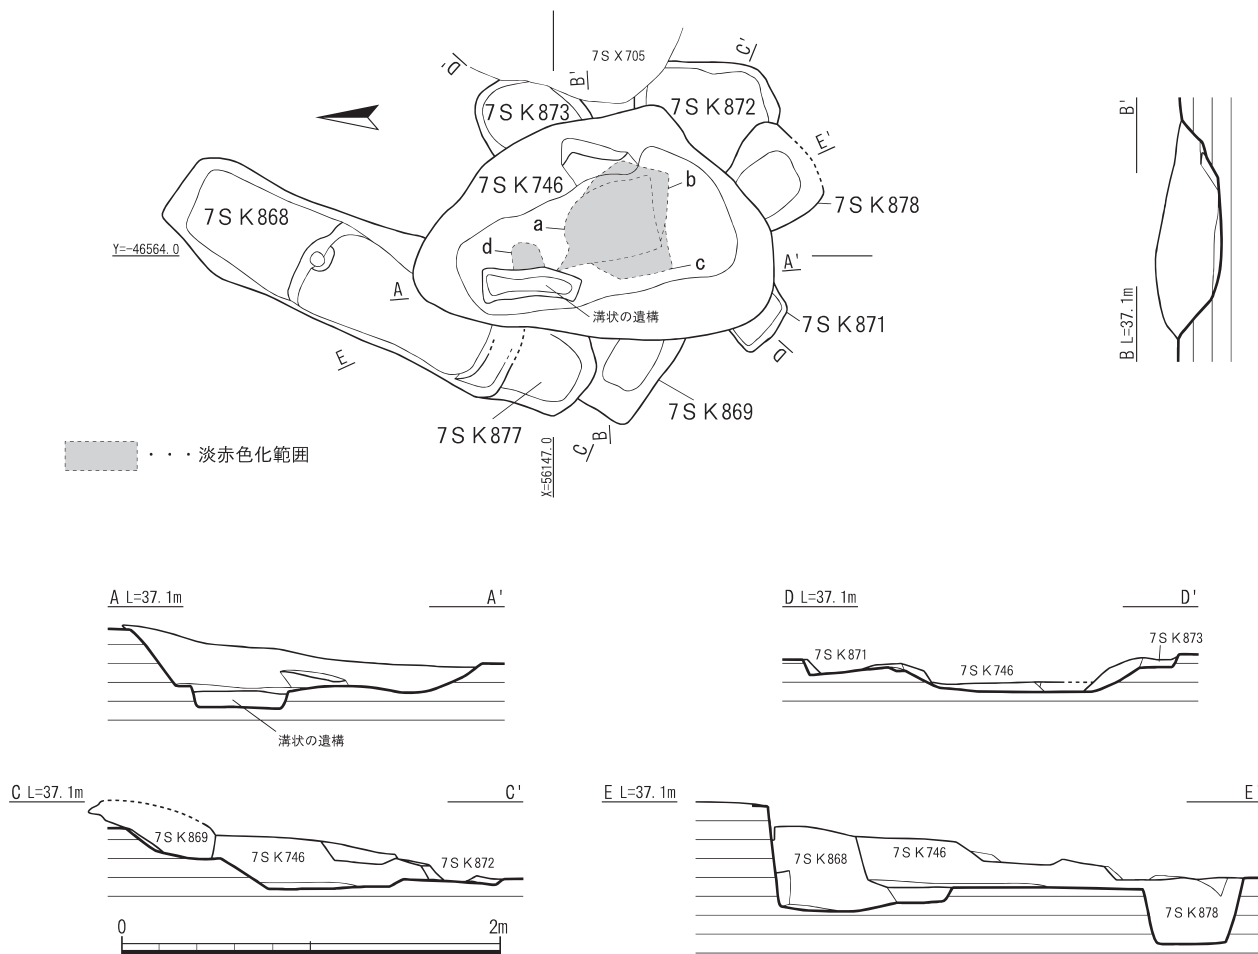 7SX705
D'
B'
C'
7SK873
7SK872
E'
7SK746
b
7SK868
a
7SK878
d
Y=-46564.0
A
A'
c
溝状の遺構
7SK871
E
D
7SK869
7SK877
C
B
X=56147.0
・・・淡赤色化範囲
B'
B L=37.1m
A L=37.1m
A'
溝状の遺構
D L=37.1m
D'
7SK873
7SK871
7SK746
C L=37.1m
C'
7SK869
7SK746
7SK872
0
2m
E L=37.1m
E
7SK868
7SK746
7SK878